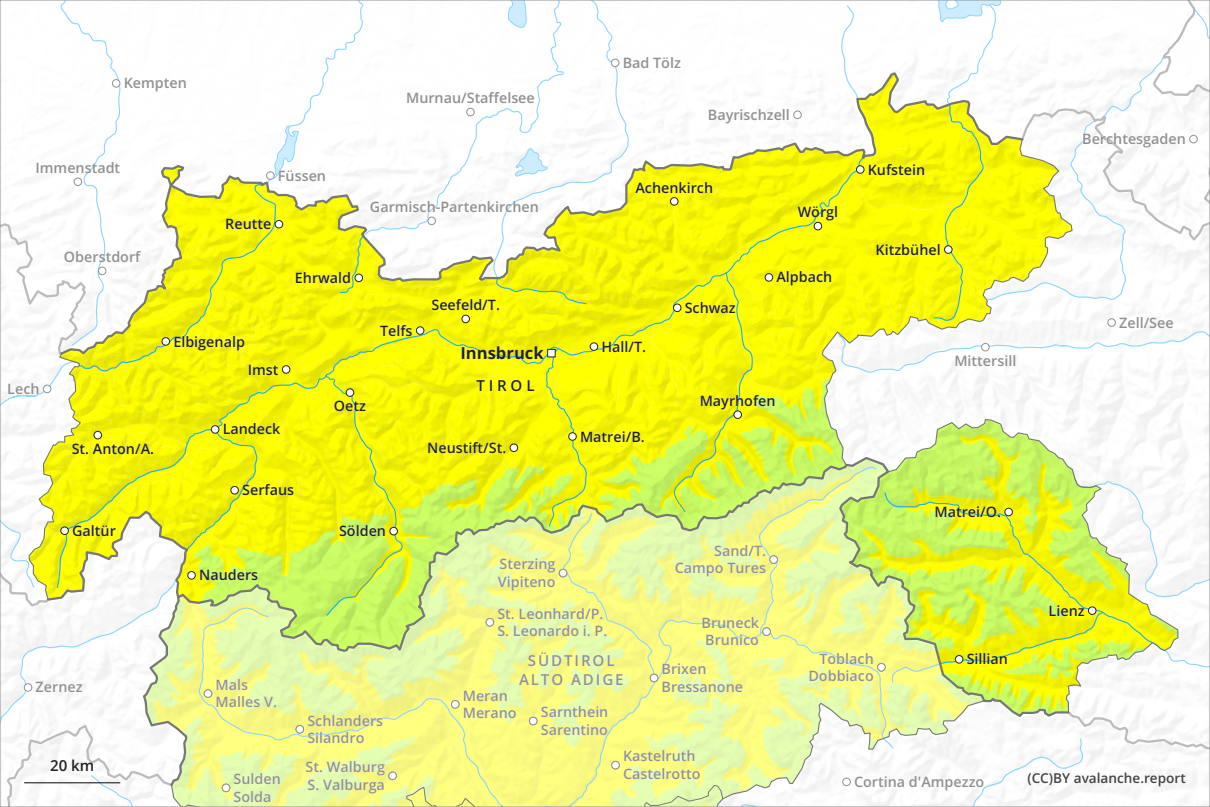 Kempten
Bad Tölz
Murnau/Staffelsee
Bayrischzell
Berchtesgaden
Immenstadt
Füssen
Kufstein
Achenkirch
Garmisch-Partenkirchen
Wörgl
Reutte
Kitzbühel
Oberstdorf
Ehrwald
Alpbach
Seefeld/T.
Schwaz
Zell/See
Telfs
Elbigenalp
Innsbruck
Hall/T.
Mittersill
Imst
TIROL
Lech
Oetz
Mayrhofen
Landeck
St. Anton/A.
Neustift/St.
Matrei/B.
Serfaus
Matrei/O.
Galtür
Sölden
Sand/T.
Campo Tures
Sterzing
Vipiteno
Nauders
Lienz
St. Leonhard/P.
S. Leonardo i. P.
Bruneck
Brunico
SÜDTIROL
ALTO ADIGE
Sillian
Toblach
Dobbiaco
Brixen
Bressanone
Zernez
Mals
Malles V.
Meran
Merano
Sarnthein
Sarentino
Schlanders
Silandro
Kastelruth
Castelrotto
20 km
St. Walburg
S. Valburga
Sulden
Solda
Cortina d'Ampezzo
(CC)BY avalanche.report